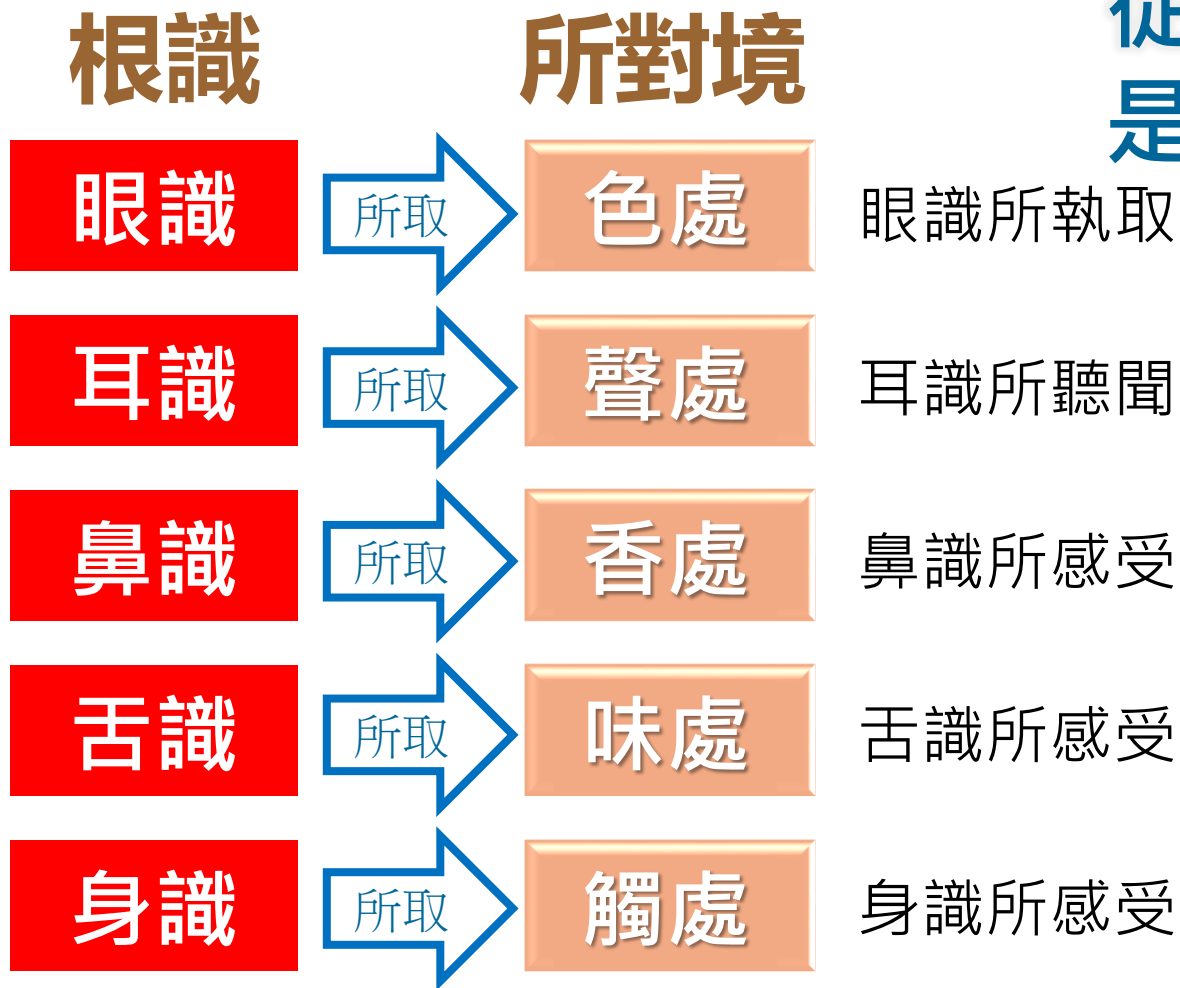 根識 所對境
是
眼識 所取 色處 眼識所執取
耳識 所取 聲處 耳識所聽聞
鼻識 所取 香處 鼻識所感受
舌識 所取 味處 舌識所感受
身識 所取 觸處 身識所感受